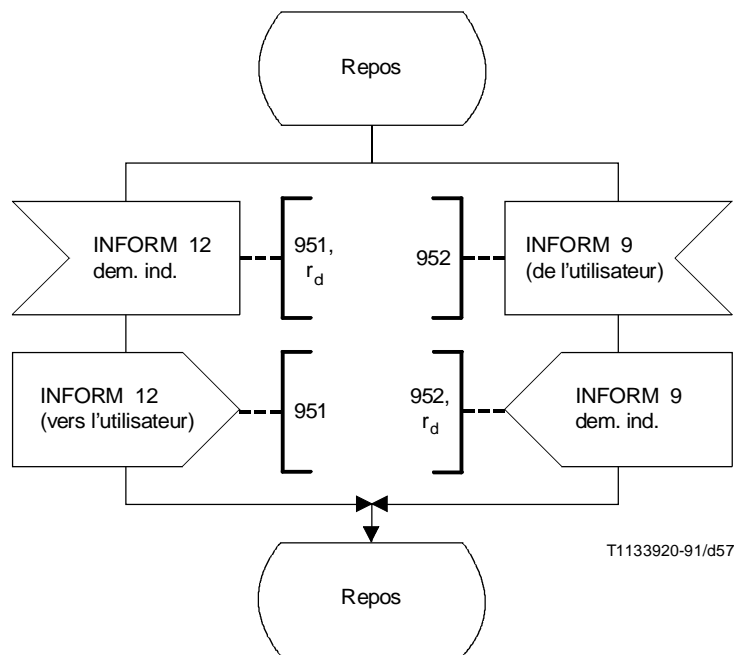 Repos
INFORM 12
dem. ind.
951,
r_d
952
INFORM 9
(de l'utilisateur)
INFORM 12
(vers l'utilisateur)
951
952,
r_d
INFORM 9
dem. ind.
T1133920-91/d57
Repos